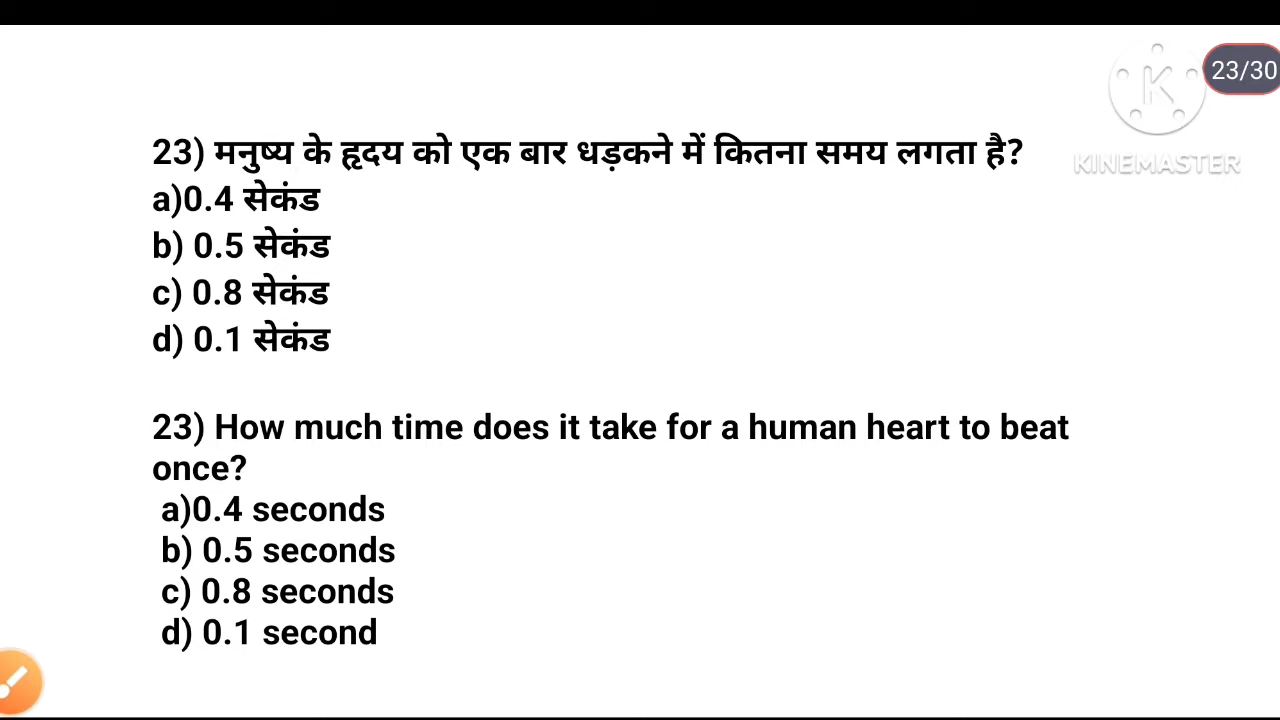 23/30
KINEMASTER
23) मनुष्य के हृदय को एक बार धड़कने में कितना समय लगता है?
a)0.4 सेकंड
b) 0.5 सेकंड
c) 0.8 सेकंड
d) 0.1 सेकंड
23) How much time does it take for a human heart to beat
once?
a)0.4 seconds
b) 0.5 seconds
c) 0.8 seconds
d) 0.1 second